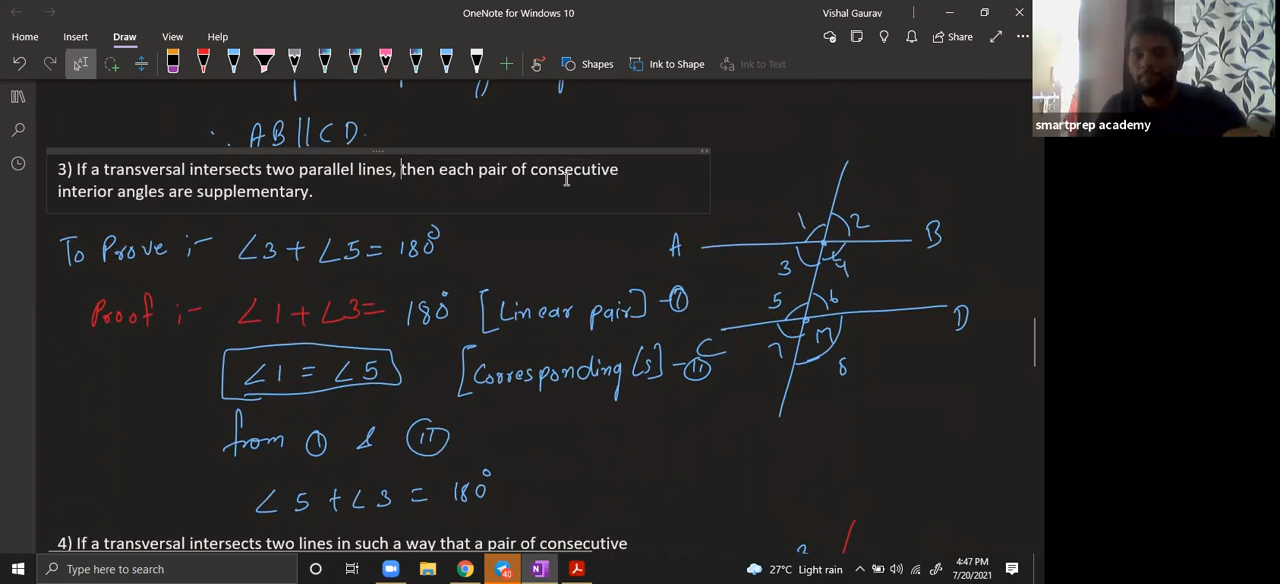 OneNote for Windows 10
Vishal Gaurav
Home Insert Draw View Help
Share
Shapes Ink to Shape Ink to Text
smartprep academy
∴ AB || CD.
3) If a transversal intersects two parallel lines, then each pair of consecutive
interior angles are supplementary.
To Prove :- ∠3 + ∠5 = 180°
Proof :- ∠1 + ∠3 = 180° [Linear pair] - I
∠1 = ∠5 [Corresponding ∠s] - II
from I & II
∠5 + ∠3 = 180°
1 2
A B
3 4
5 6
C D
7 M
8
4) If a transversal intersects two lines in such a way that a pair of consecutive
2
Type here to search
40
27°C Light rain
4:47 PM
7/20/2021